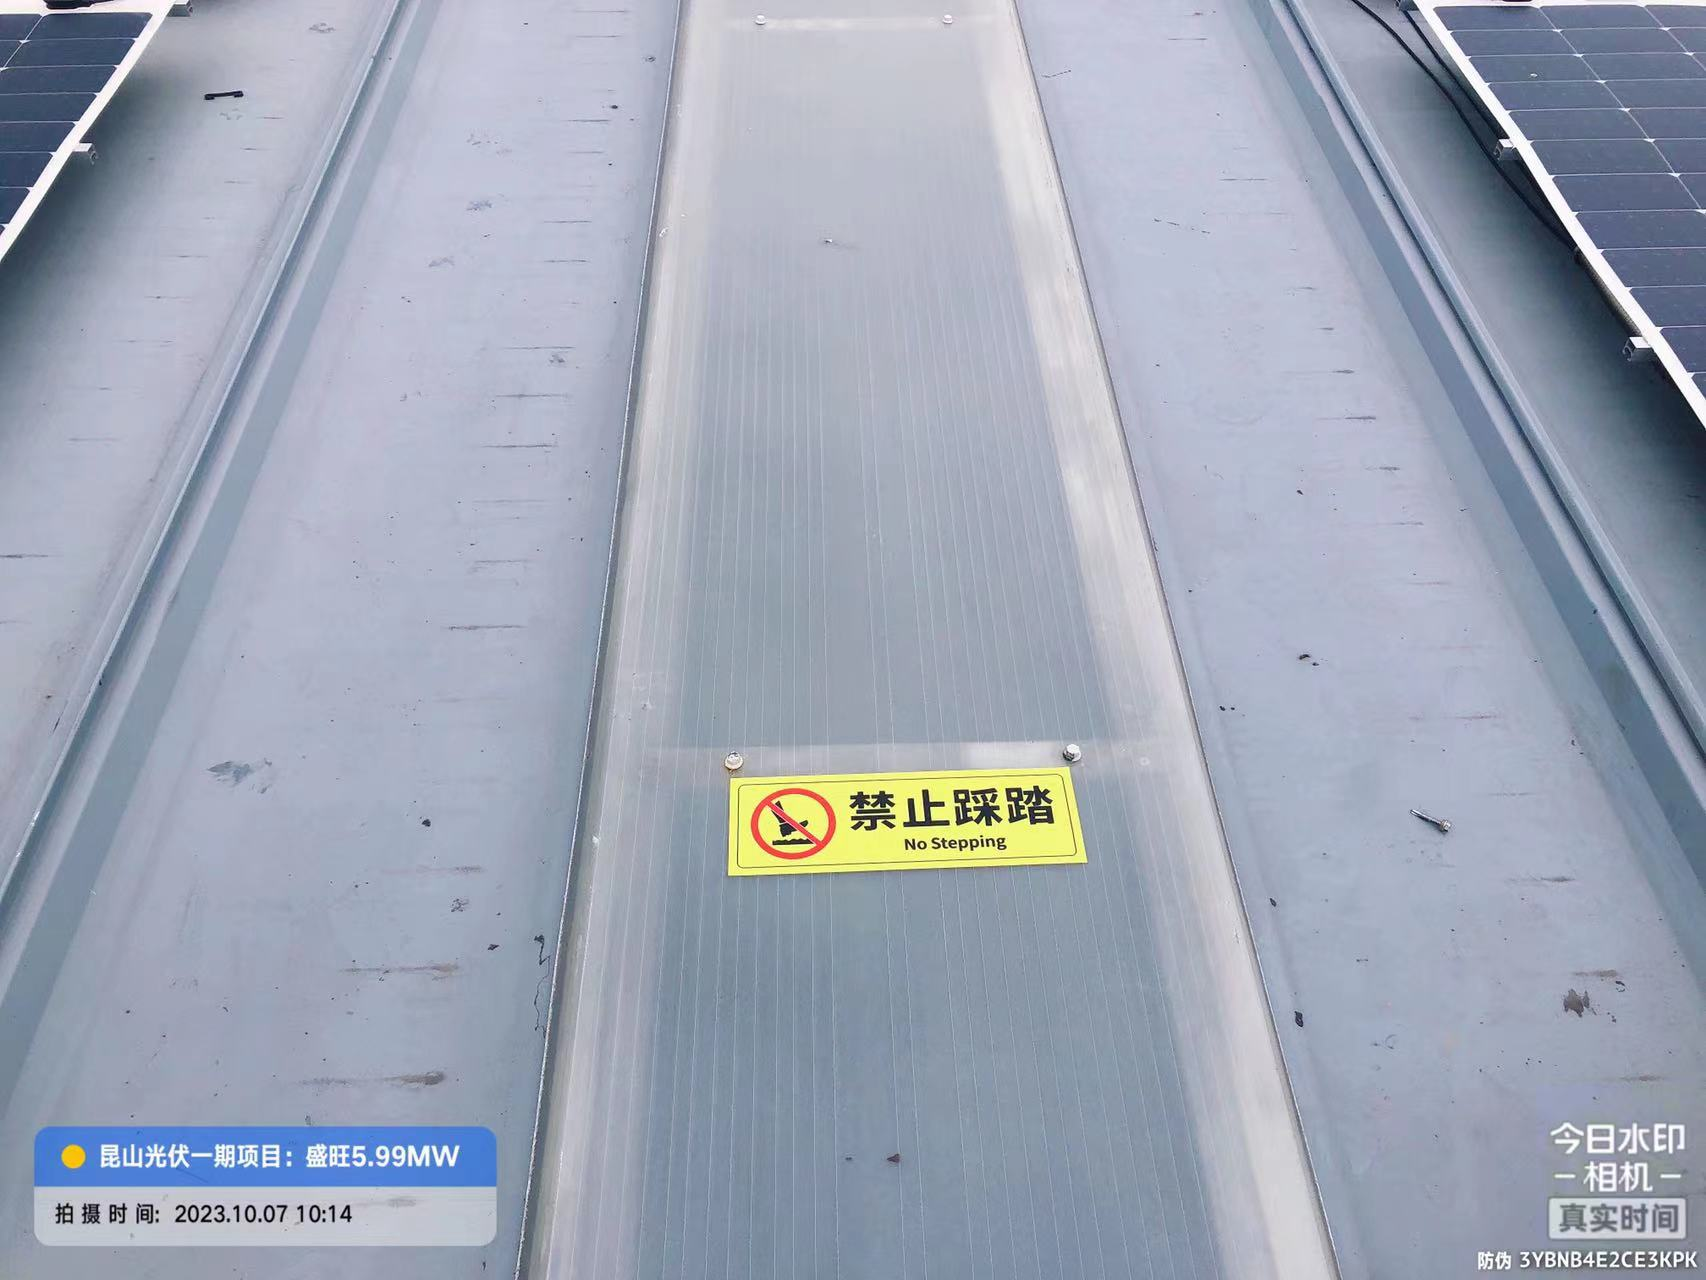 禁止踩踏
No Stepping
昆山光伏一期项目：盛旺5.99MW
拍摄时间：2023.10.07 10:14
今日水印
相机
真实时间
防伪 3YBNB4E2CE3KPK